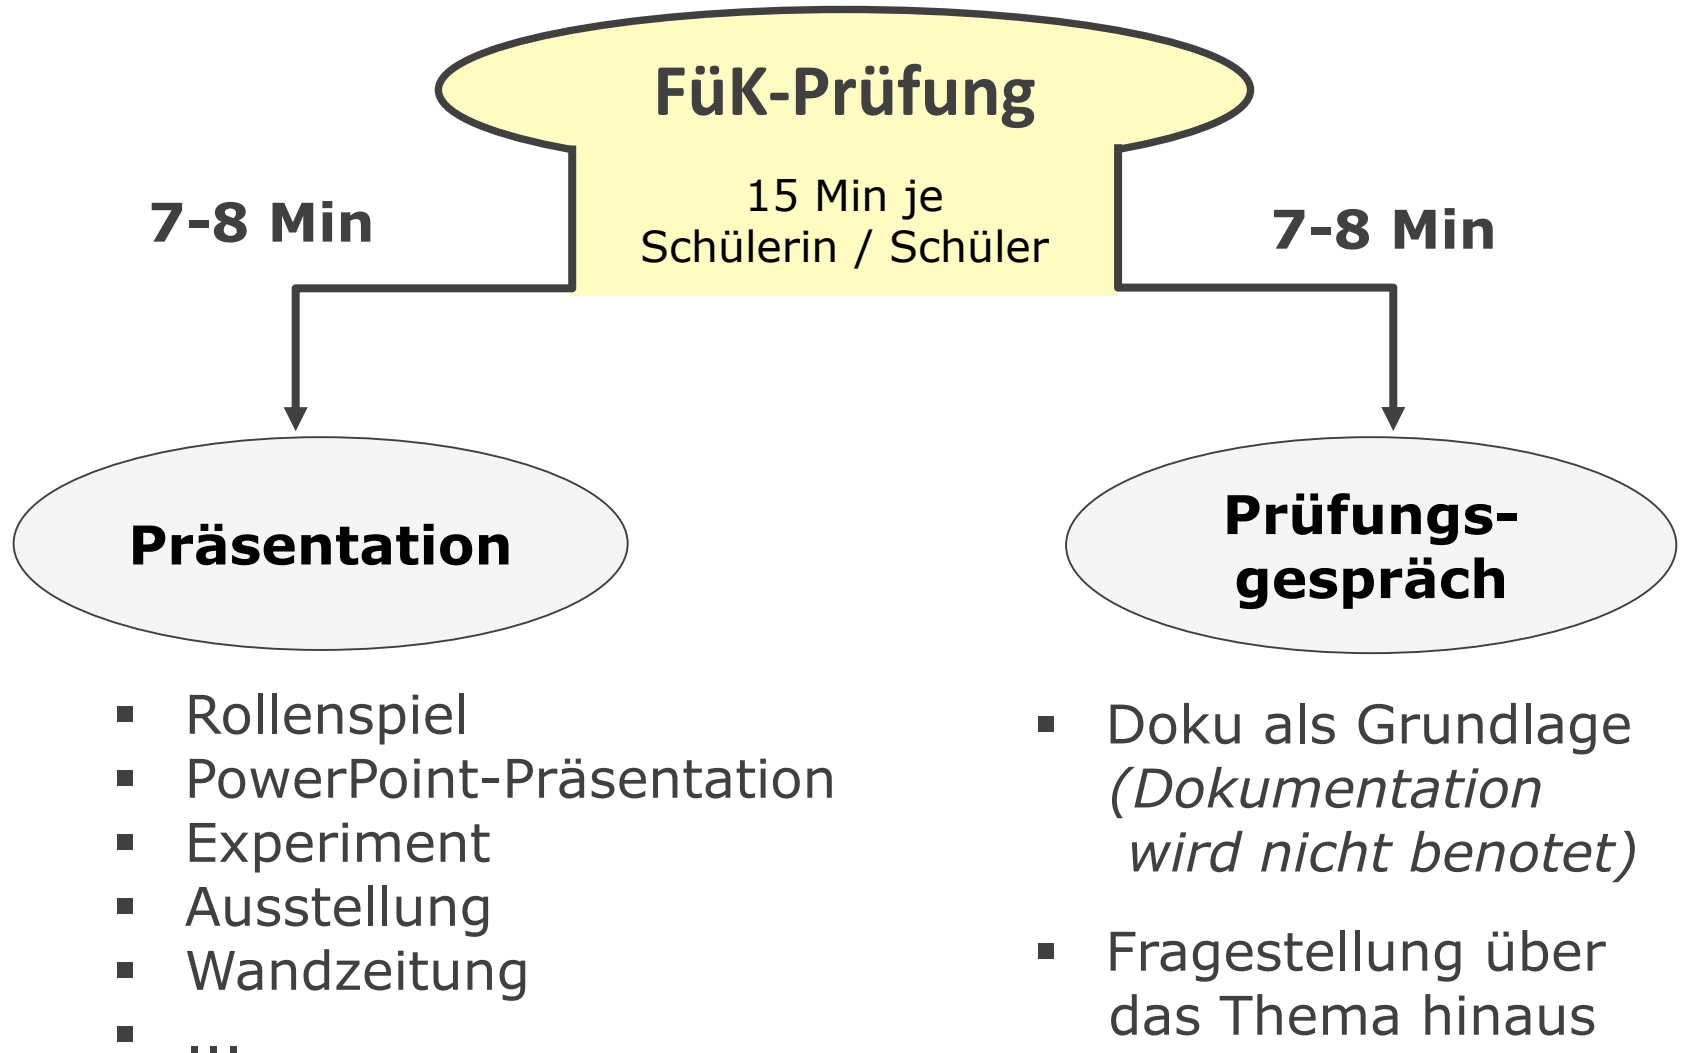 FüK-Prüfung
15 Min je
Schülerin / Schüler
7-8 Min
7-8 Min
Präsentation
▪ Rollenspiel
▪ PowerPoint-Präsentation
▪ Experiment
▪ Ausstellung
▪ Wandzeitung
▪ ...
Prüfungs-
gespräch
▪ Doku als Grundlage
(Dokumentation
wird nicht benotet)
▪ Fragestellung über
das Thema hinaus